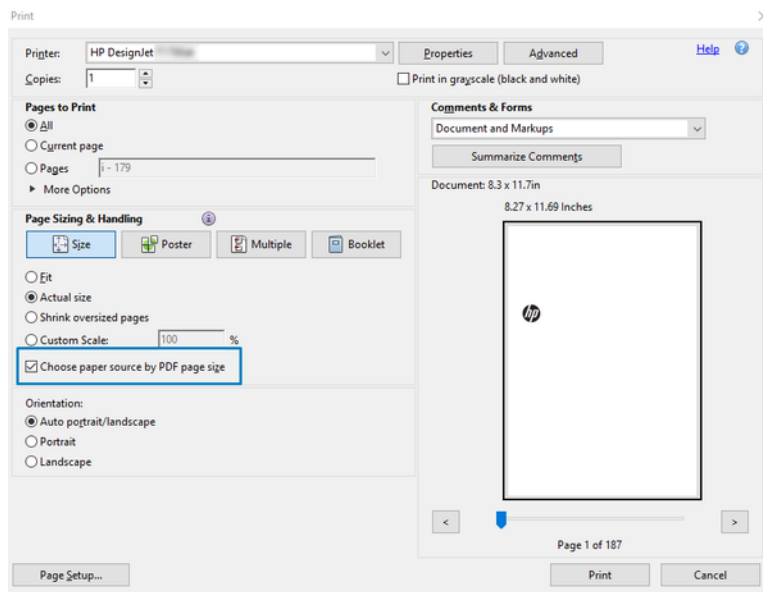 Print
Printer: HP DesignJet
Properties
Advanced
Help
Copies: 1
Print in grayscale (black and white)
Pages to Print
All
Current page
Pages i - 179
More Options
Page Sizing & Handling
Size
Poster
Multiple
Booklet
Fit
Actual size
Shrink oversized pages
Custom Scale: 100 %
Choose paper source by PDF page size
Orientation:
Auto portrait/landscape
Portrait
Landscape
Comments & Forms
Document and Markups
Summarize Comments
Document: 8.3 x 11.7in
8.27 x 11.69 Inches
hp
<
>
Page 1 of 187
Page Setup...
Print
Cancel